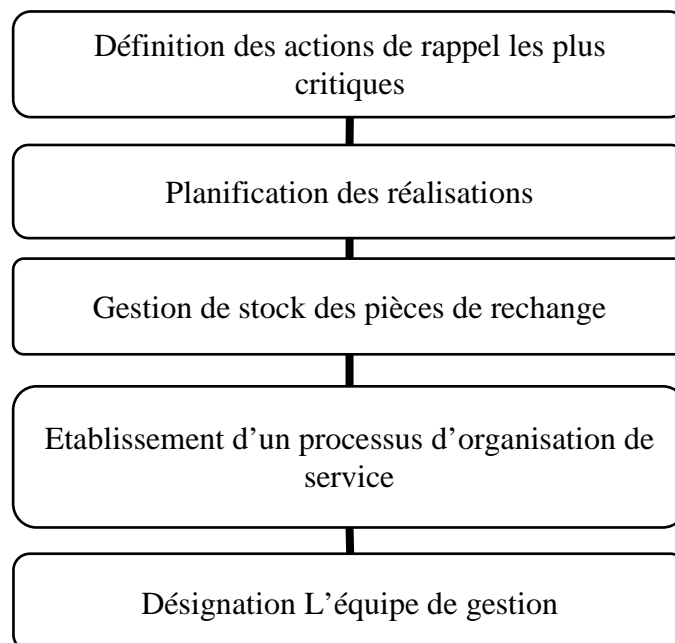 Définition des actions de rappel les plus
critiques
Planification des réalisations
Gestion de stock des pièces de rechange
Etablissement d’un processus d’organisation de
service
Désignation L’équipe de gestion